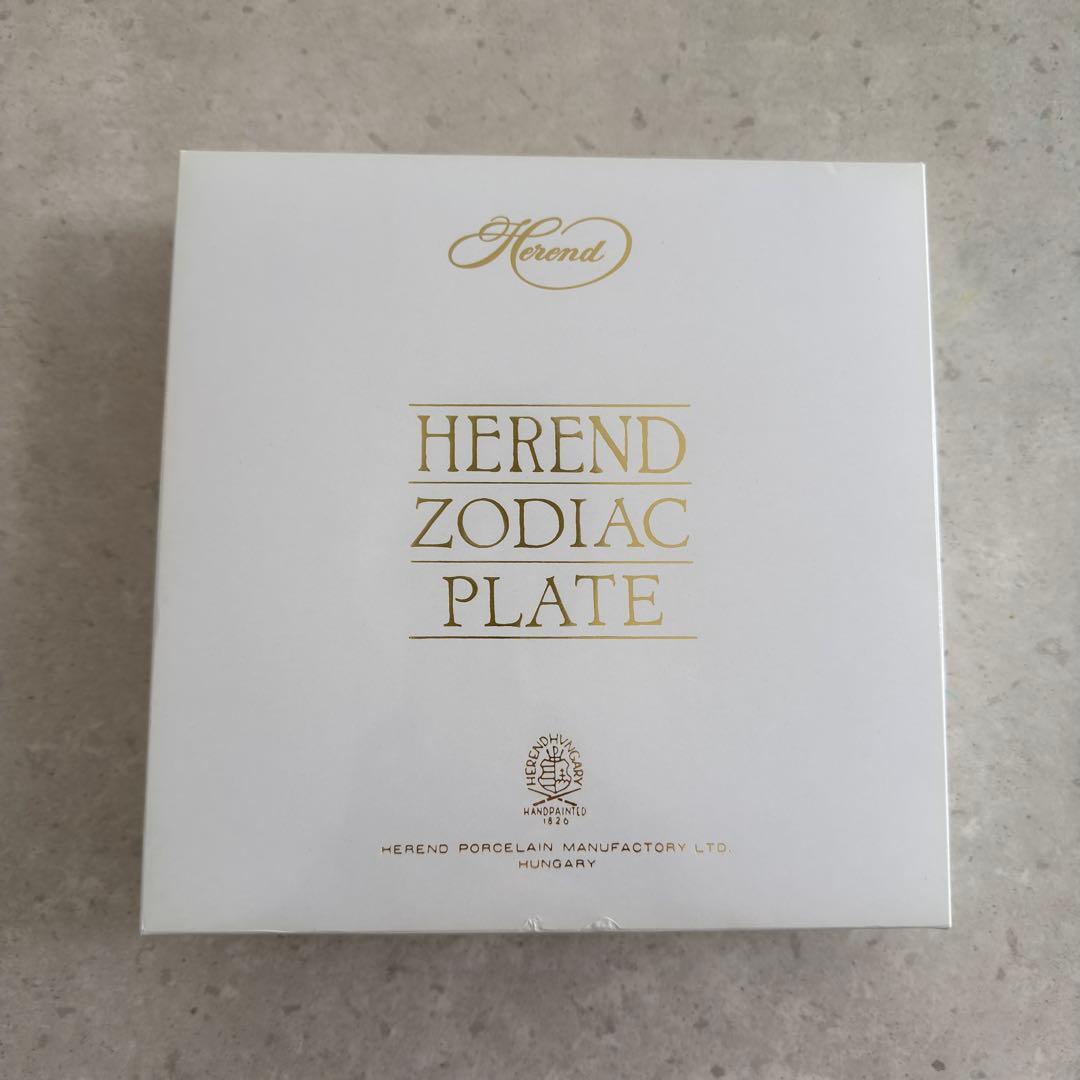 Herend
HEREND
ZODIAC
PLATE
HEREND HUNGARY
HANDPAINTED
1826
HEREND PORCELAIN MANUFACTORY LTD.
HUNGARY